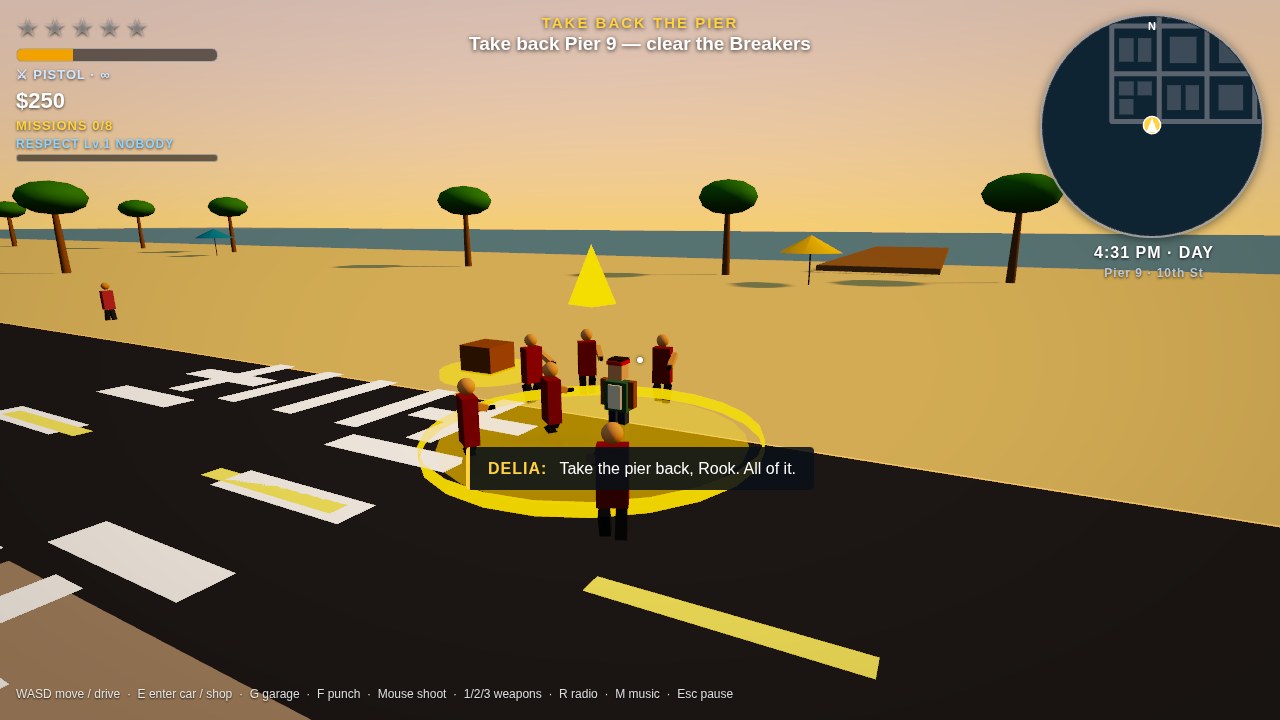 TAKE BACK THE PIER
Take back Pier 9 — clear the Breakers
⚔ PISTOL · ∞
$250
MISSIONS 0/8
RESPECT Lv.1 NOBODY
N
4:31 PM · DAY
Pier 9 · 10th St
DELIA: Take the pier back, Rook. All of it.
WASD move / drive · E enter car / shop · G garage · F punch · Mouse shoot · 1/2/3 weapons · R radio · M music · Esc pause